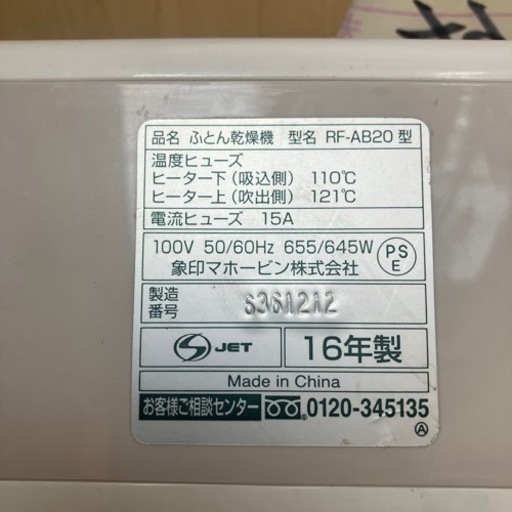 品名 ふとん乾燥機 型名 RF-AB20 型
温度ヒューズ
ヒーター下(吸込側) 110℃
ヒーター上(吹出側) 121℃
電流ヒューズ 15A
100V 50/60Hz 655/645W
象印マホービン株式会社
PS
E
製造
番号
6361212
S JET
16年製
Made in China
お客様ご相談センター 0120-345135
A